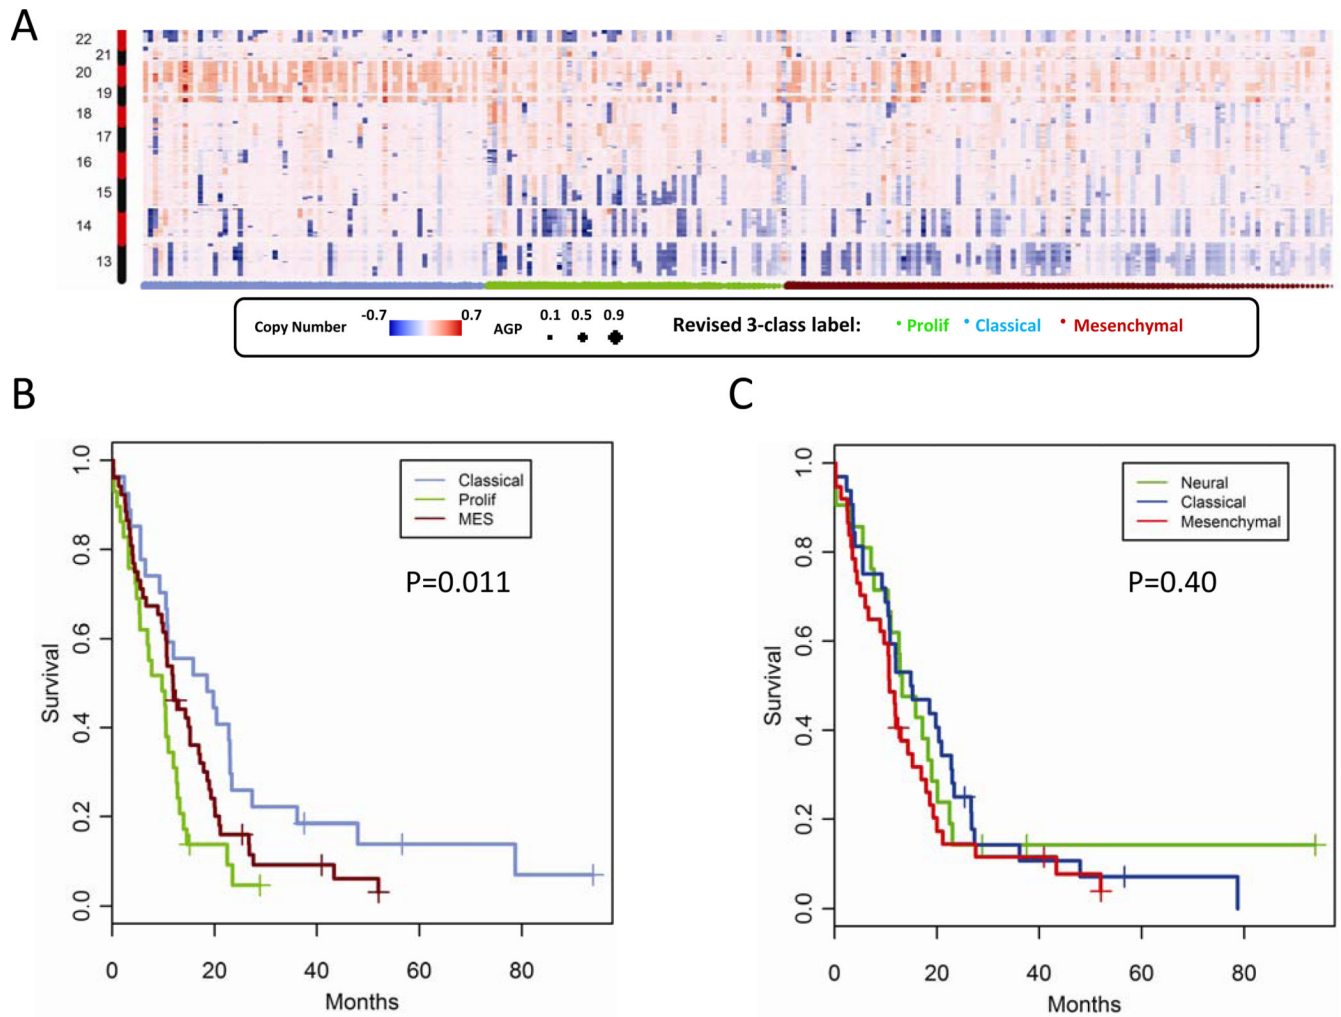 A
22
21
20
19
18
17
16
15
14
13
Copy Number -0.7 0.7 AGP 0.1 0.5 0.9 Revised 3-class label: Prolif Classical Mesenchymal
B
Classical
Prolif
MES
P=0.011
Survival
1.0
0.8
0.6
0.4
0.2
0.0
0 20 40 60 80
Months
C
Neural
Classical
Mesenchymal
P=0.40
Survival
1.0
0.8
0.6
0.4
0.2
0.0
0 20 40 60 80
Months